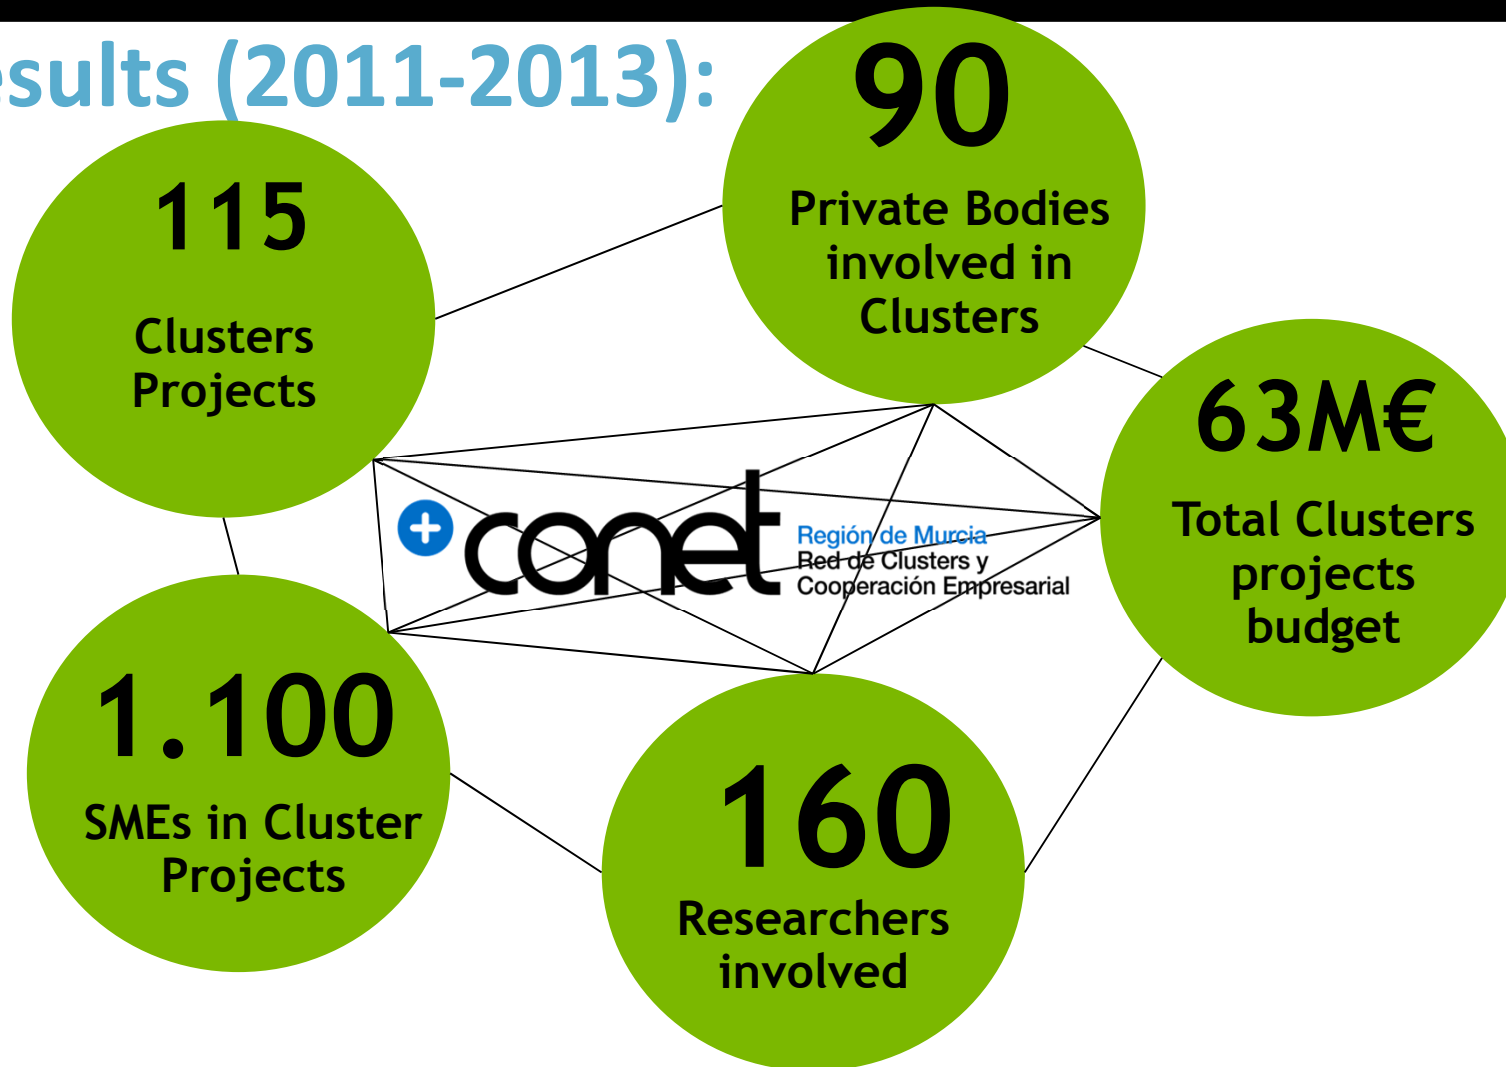 esults (2011-2013):
115
Clusters
Projects
90
Private Bodies
involved in
Clusters
63M€
Total Clusters
projects
budget
+conet
Región de Murcia
Red de Clusters y
Cooperación Empresarial
1.100
SMEs in Cluster
Projects
160
Researchers
involved